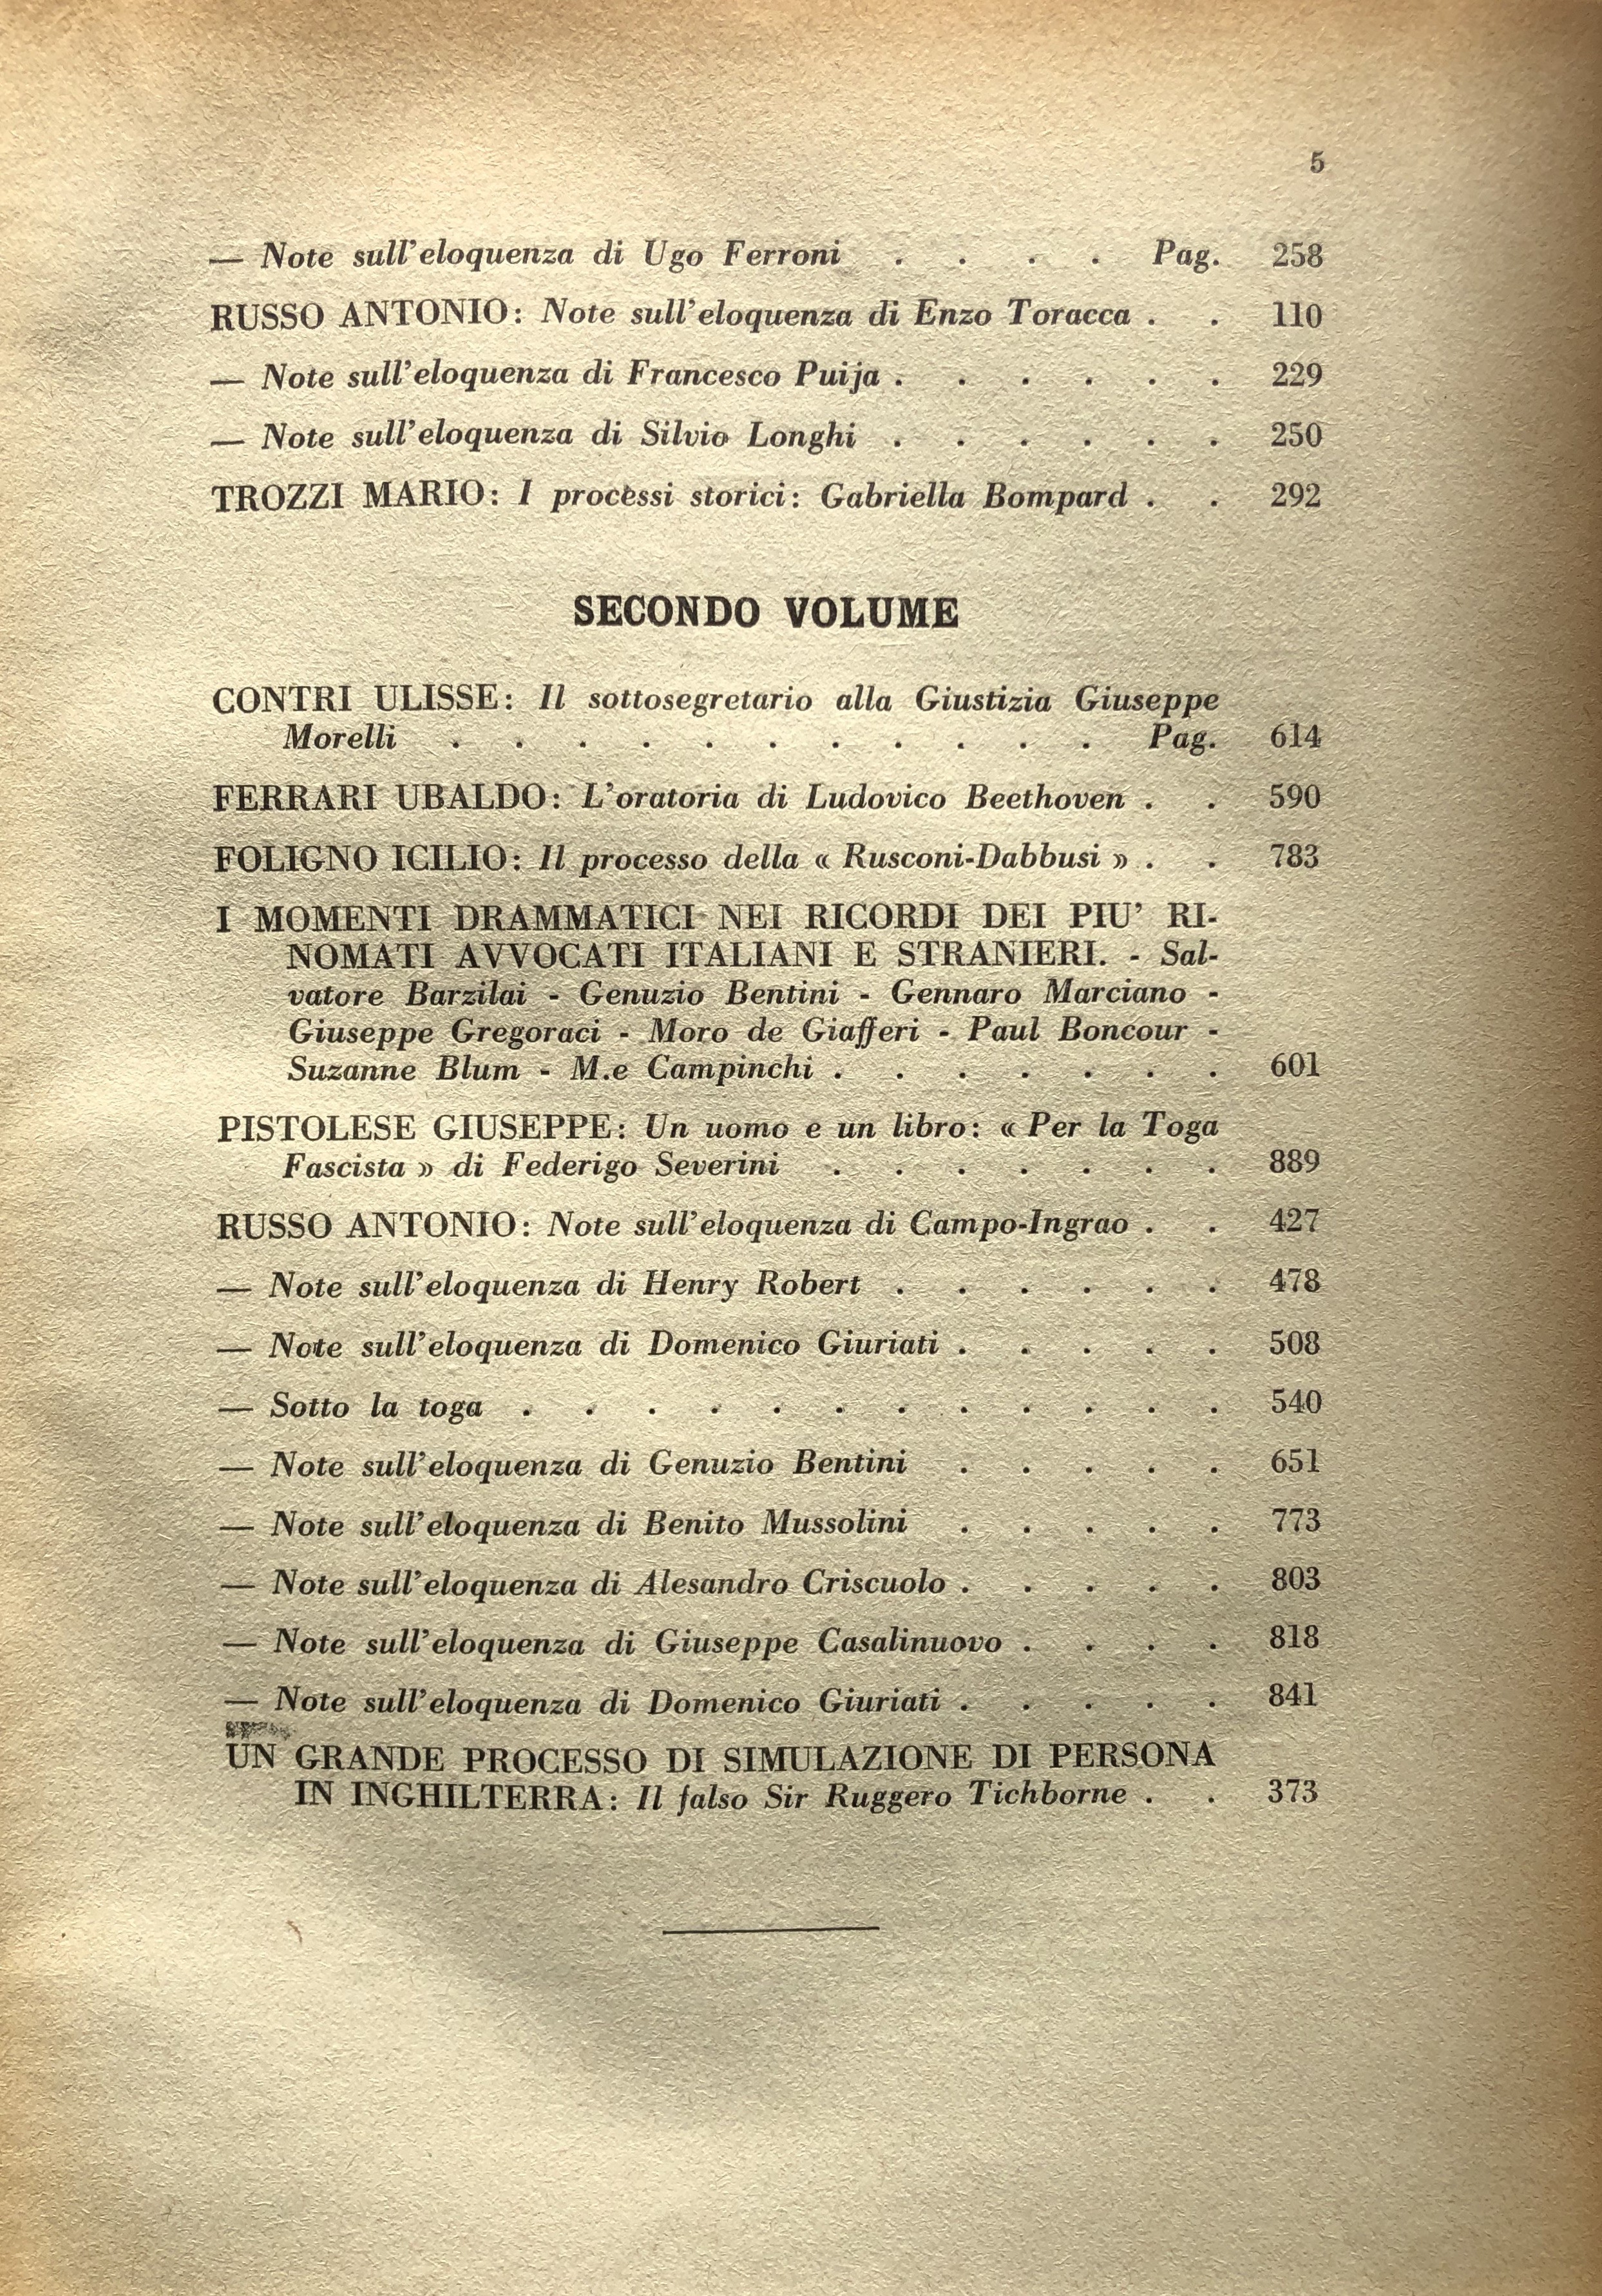 5
— Note sull'eloquenza di Ugo Ferroni . . . . Pag. 258
RUSSO ANTONIO: Note sull'eloquenza di Enzo Toracca . . 110
— Note sull'eloquenza di Francesco Puija . . . . . . 229
— Note sull'eloquenza di Silvio Longhi . . . . . . 250
TROZZI MARIO: I processi storici: Gabriella Bompard . . 292
SECONDO VOLUME
CONTRI ULISSE: Il sottosegretario alla Giustizia Giuseppe
Morelli . . . . . . . . . . . Pag. 614
FERRARI UBALDO: L'oratoria di Ludovico Beethoven . . 590
FOLIGNO ICILIO: Il processo della « Rusconi-Dabbusi » . . 783
I MOMENTI DRAMMATICI NEI RICORDI DEI PIU' RI-
NOMATI AVVOCATI ITALIANI E STRANIERI. - Sal-
vatore Barzilai - Genuzio Bentini - Gennaro Marciano -
Giuseppe Gregoraci - Moro de Giafferi - Paul Boncour -
Suzanne Blum - M.e Campinchi . . . . . . . 601
PISTOLESE GIUSEPPE: Un uomo e un libro: « Per la Toga
Fascista » di Federigo Severini . . . . . . . 889
RUSSO ANTONIO: Note sull'eloquenza di Campo-Ingrao . . 427
— Note sull'eloquenza di Henry Robert . . . . . . 478
— Note sull'eloquenza di Domenico Giuriati . . . . . 508
— Sotto la toga . . . . . . . . . . . . 540
— Note sull'eloquenza di Genuzio Bentini . . . . . 651
— Note sull'eloquenza di Benito Mussolini . . . . . 773
— Note sull'eloquenza di Alesandro Criscuolo . . . . . 803
— Note sull'eloquenza di Giuseppe Casalinuovo . . . . 818
— Note sull'eloquenza di Domenico Giuriati . . . . . 841
UN GRANDE PROCESSO DI SIMULAZIONE DI PERSONA
IN INGHILTERRA: Il falso Sir Ruggero Tichborne . . 373